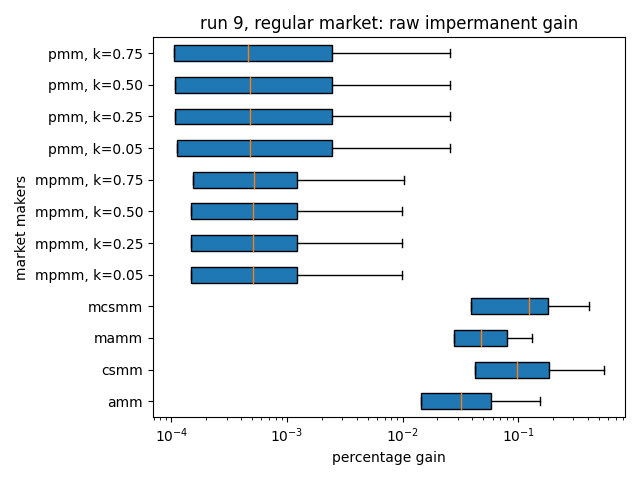 run 9, regular market: raw impermanent gain
pmm, k=0.75
pmm, k=0.50
pmm, k=0.25
pmm, k=0.05
mpmm, k=0.75
mpmm, k=0.50
mpmm, k=0.25
mpmm, k=0.05
mcsmm
mamm
csmm
amm
market makers
10⁻⁴ 10⁻³ 10⁻² 10⁻¹
percentage gain